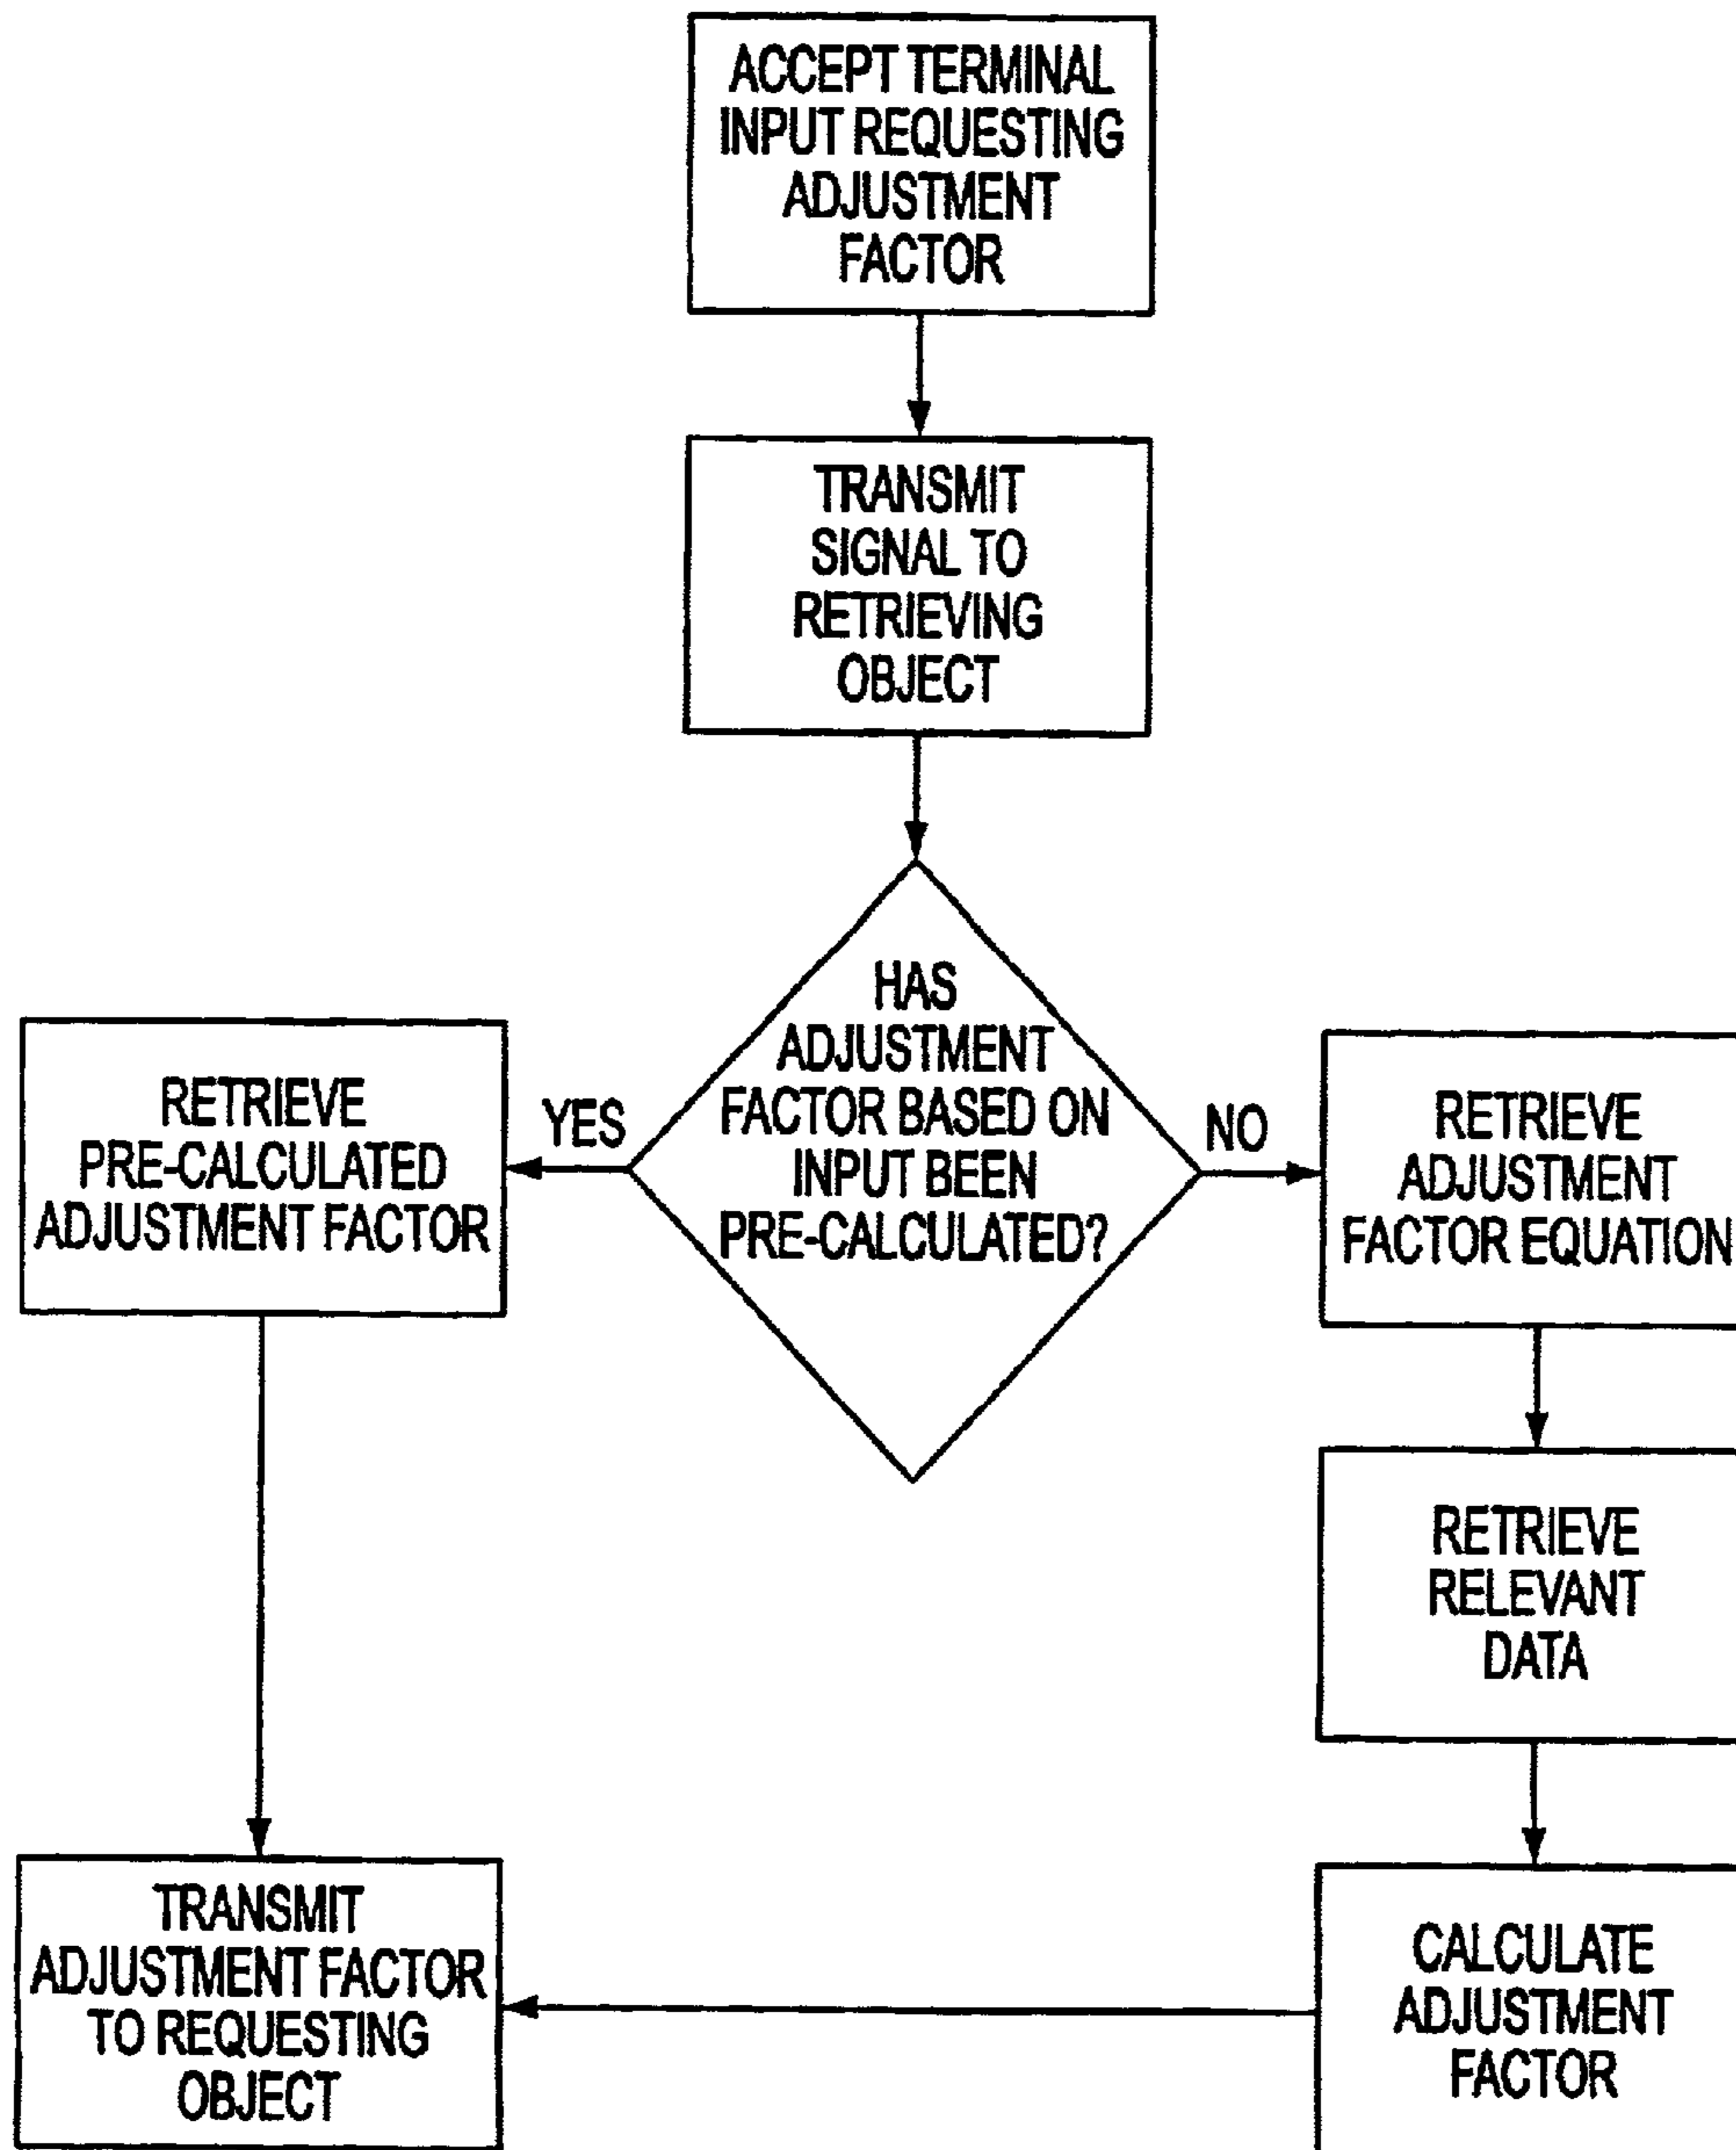 ACCEPT TERMINAL
INPUT REQUESTING
ADJUSTMENT
FACTOR
TRANSMIT
SIGNAL TO
RETRIEVING
OBJECT
HAS
ADJUSTMENT
FACTOR BASED ON
INPUT BEEN
PRE-CALCULATED?
YES
NO
RETRIEVE
PRE-CALCULATED
ADJUSTMENT FACTOR
RETRIEVE
ADJUSTMENT
FACTOR EQUATION
RETRIEVE
RELEVANT
DATA
CALCULATE
ADJUSTMENT
FACTOR
TRANSMIT
ADJUSTMENT FACTOR
TO REQUESTING
OBJECT